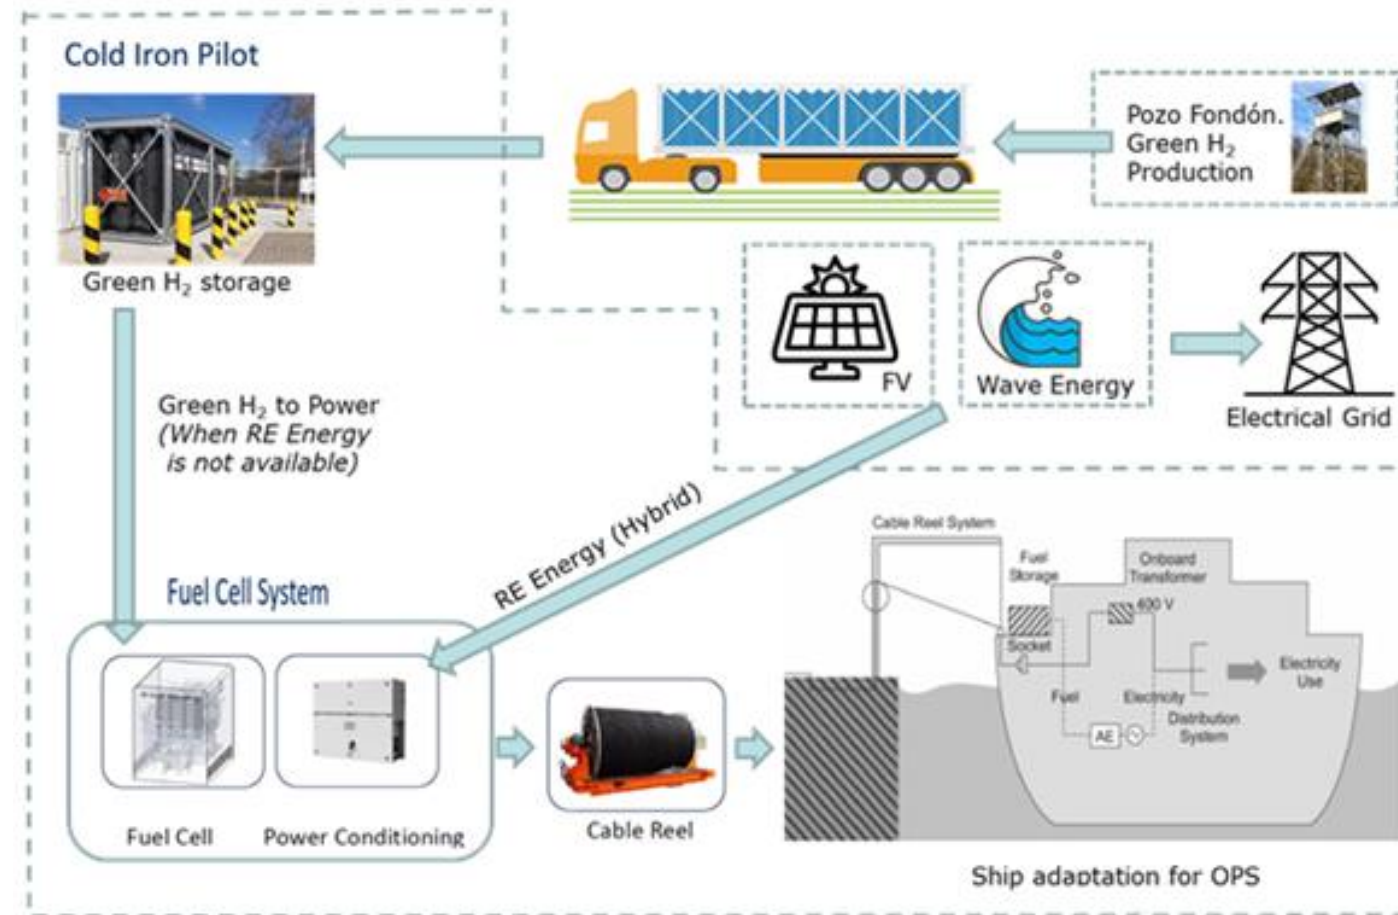 Cold Iron Pilot
Pozo Fondón.
Green H₂
Production
Green H₂ storage
FV
Wave Energy
Electrical Grid
Green H₂ to Power
(When RE Energy
is not available)
RE Energy (Hybrid)
Fuel Cell System
Fuel Cell
Power Conditioning
Cable Reel
Cable Reel System
Fuel
Storage
Onboard
Transformer
400 V
Socket
Fuel
Electricity
Electricity
Use
Distribution
System
AE
Ship adaptation for OPS